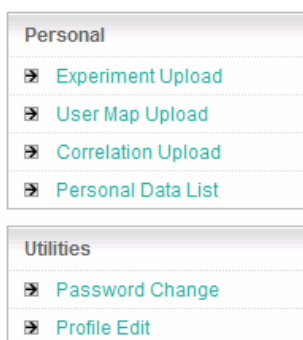 Personal
Experiment Upload
User Map Upload
Correlation Upload
Personal Data List
Utilities
Password Change
Profile Edit